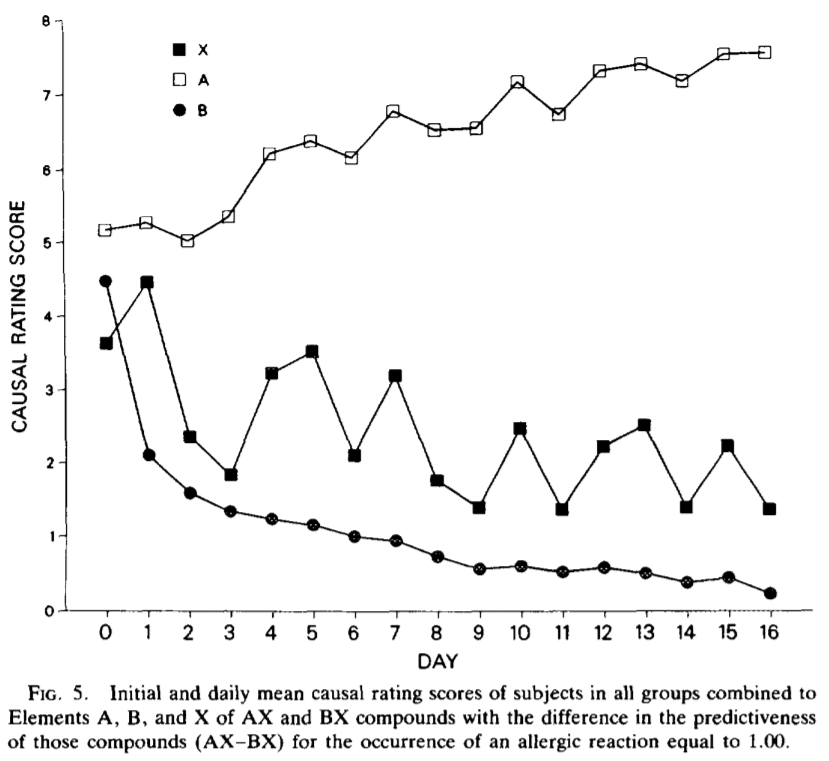 8
X
A
7
B
6
5
4
3
2
1
0
CAUSAL RATING SCORE
0 1 2 3 4 5 6 7 8 9 10 11 12 13 14 15 16
DAY
FIG. 5. Initial and daily mean causal rating scores of subjects in all groups combined to
Elements A, B, and X of AX and BX compounds with the difference in the predictiveness
of those compounds (AX–BX) for the occurrence of an allergic reaction equal to 1.00.